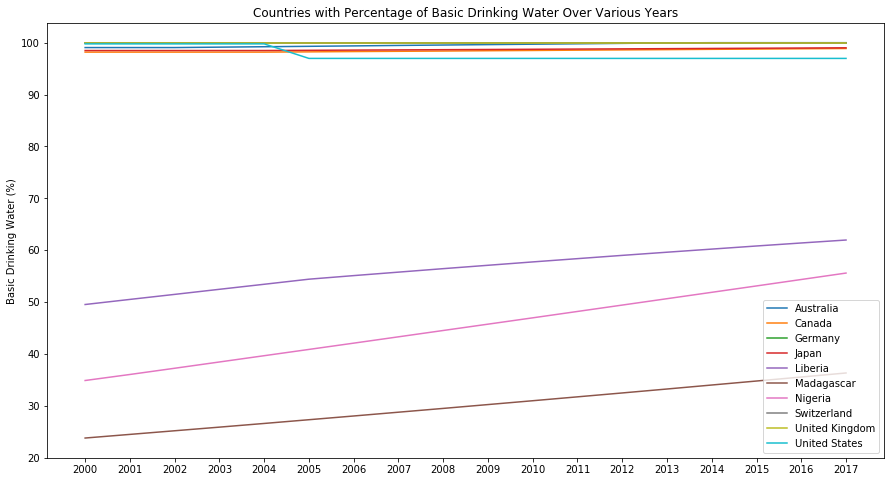 Countries with Percentage of Basic Drinking Water Over Various Years
Basic Drinking Water (%)
100
90
80
70
60
50
40
30
20
2000 2001 2002 2003 2004 2005 2006 2007 2008 2009 2010 2011 2012 2013 2014 2015 2016 2017
Australia
Canada
Germany
Japan
Liberia
Madagascar
Nigeria
Switzerland
United Kingdom
United States